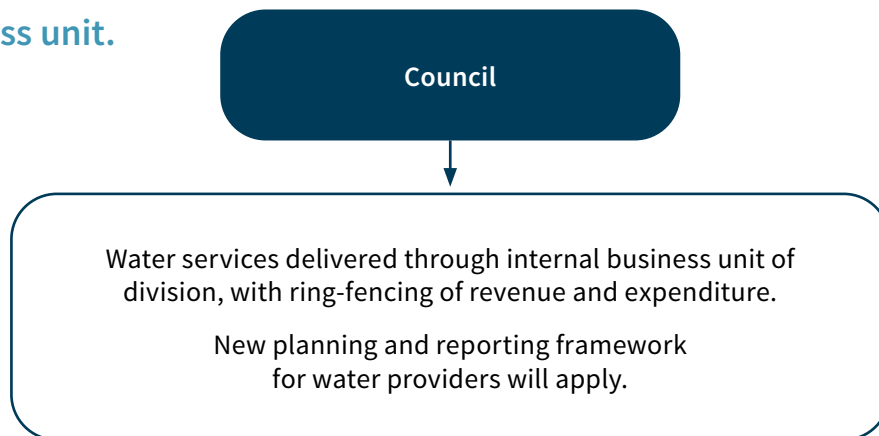 ss unit.
Council
Water services delivered through internal business unit of
division, with ring-fencing of revenue and expenditure.
New planning and reporting framework
for water providers will apply.